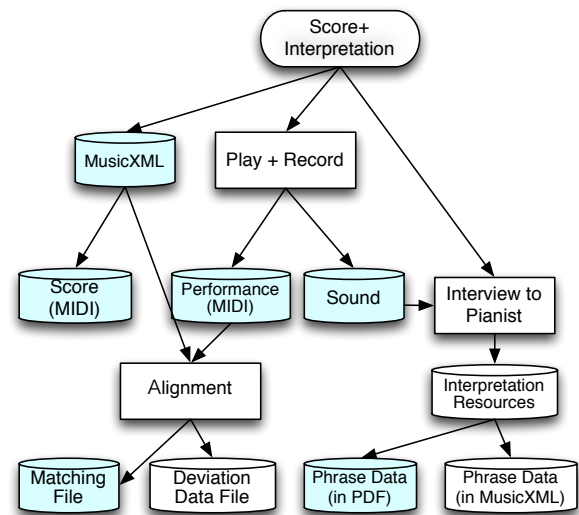 Score+
Interpretation
MusicXML
Play + Record
Score
(MIDI)
Performance
(MIDI)
Sound
Interview to
Pianist
Alignment
Interpretation
Resources
Matching
File
Deviation
Data File
Phrase Data
(in PDF)
Phrase Data
(in MusicXML)